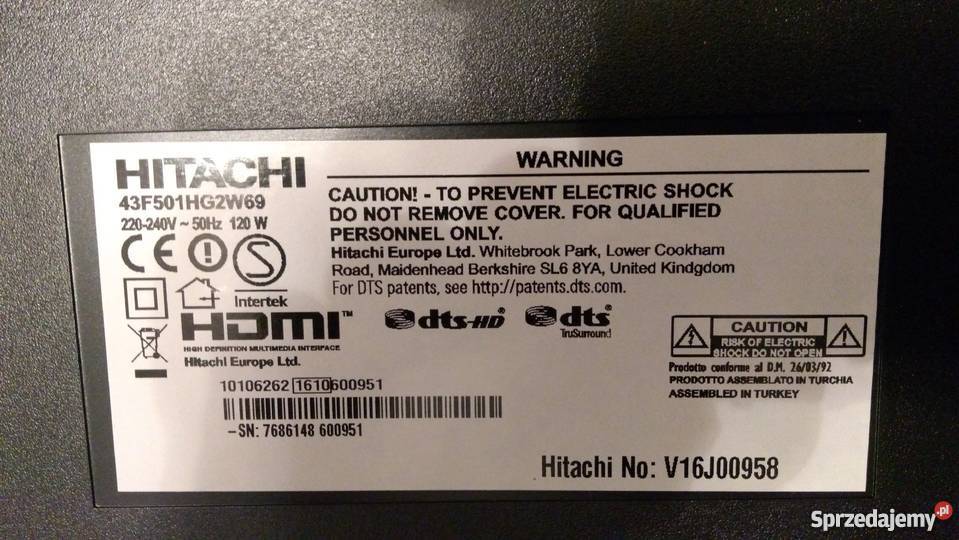 HITACHI
43F501HG2W69
220-240V ~ 50Hz 120 W
CE
S
Intertek
HDMI™
HIGH DEFINITION MULTIMEDIA INTERFACE
Hitachi Europe Ltd.
WARNING
CAUTION! - TO PREVENT ELECTRIC SHOCK
DO NOT REMOVE COVER. FOR QUALIFIED
PERSONNEL ONLY.
Hitachi Europe Ltd. Whitebrook Park, Lower Cookham
Road, Maidenhead Berkshire SL6 8YA, United Kindgdom
For DTS patents, see http://patents.dts.com.
dts-HD®
dts®
TruSurround
CAUTION
RISK OF ELECTRIC
SHOCK DO NOT OPEN
Prodotto conforme al D.M. 26/03/92
PRODOTTO ASSEMBLATO IN TURCHIA
ASSEMBLED IN TURKEY
10106262 1610600951
-SN: 7686148 600951
Hitachi No: V16J00958
Sprzedajemy.pl